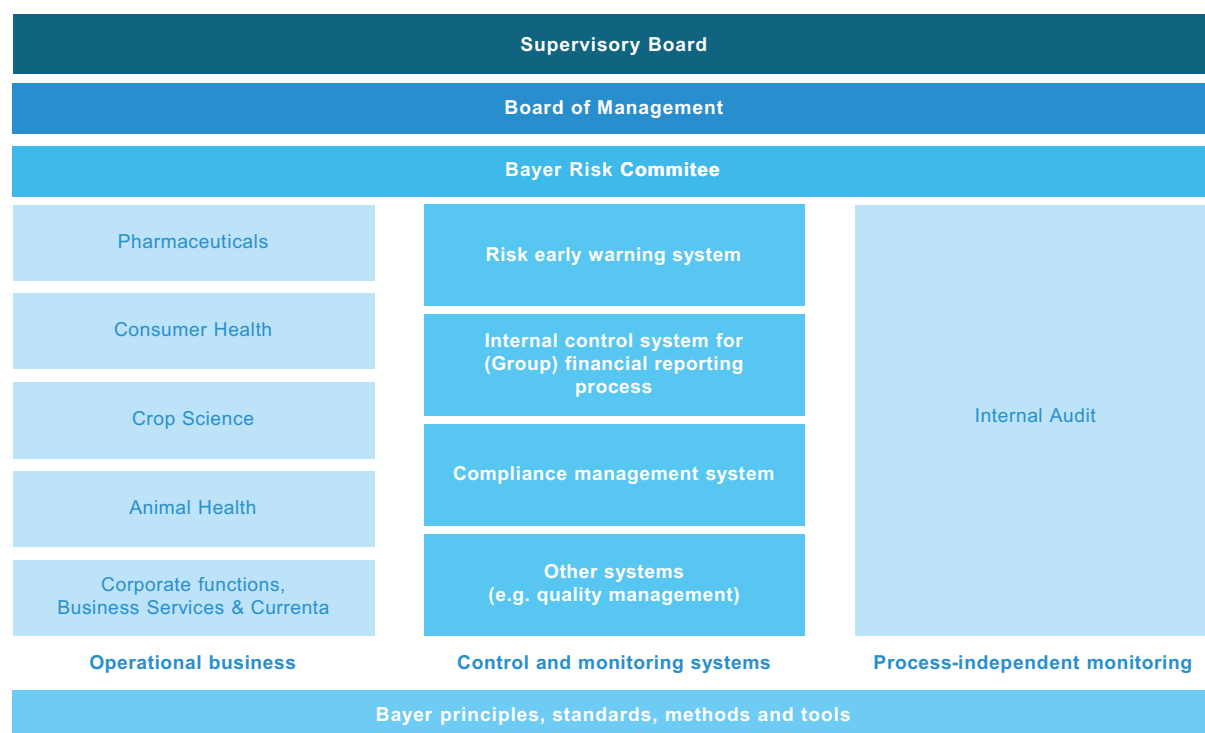 Supervisory Board
Board of Management
Bayer Risk Commitee
Pharmaceuticals
Consumer Health
Crop Science
Animal Health
Corporate functions,
Business Services & Currenta
Operational business
Risk early warning system
Internal control system for
(Group) financial reporting
process
Compliance management system
Other systems
(e.g. quality management)
Control and monitoring systems
Internal Audit
Process-independent monitoring
Bayer principles, standards, methods and tools